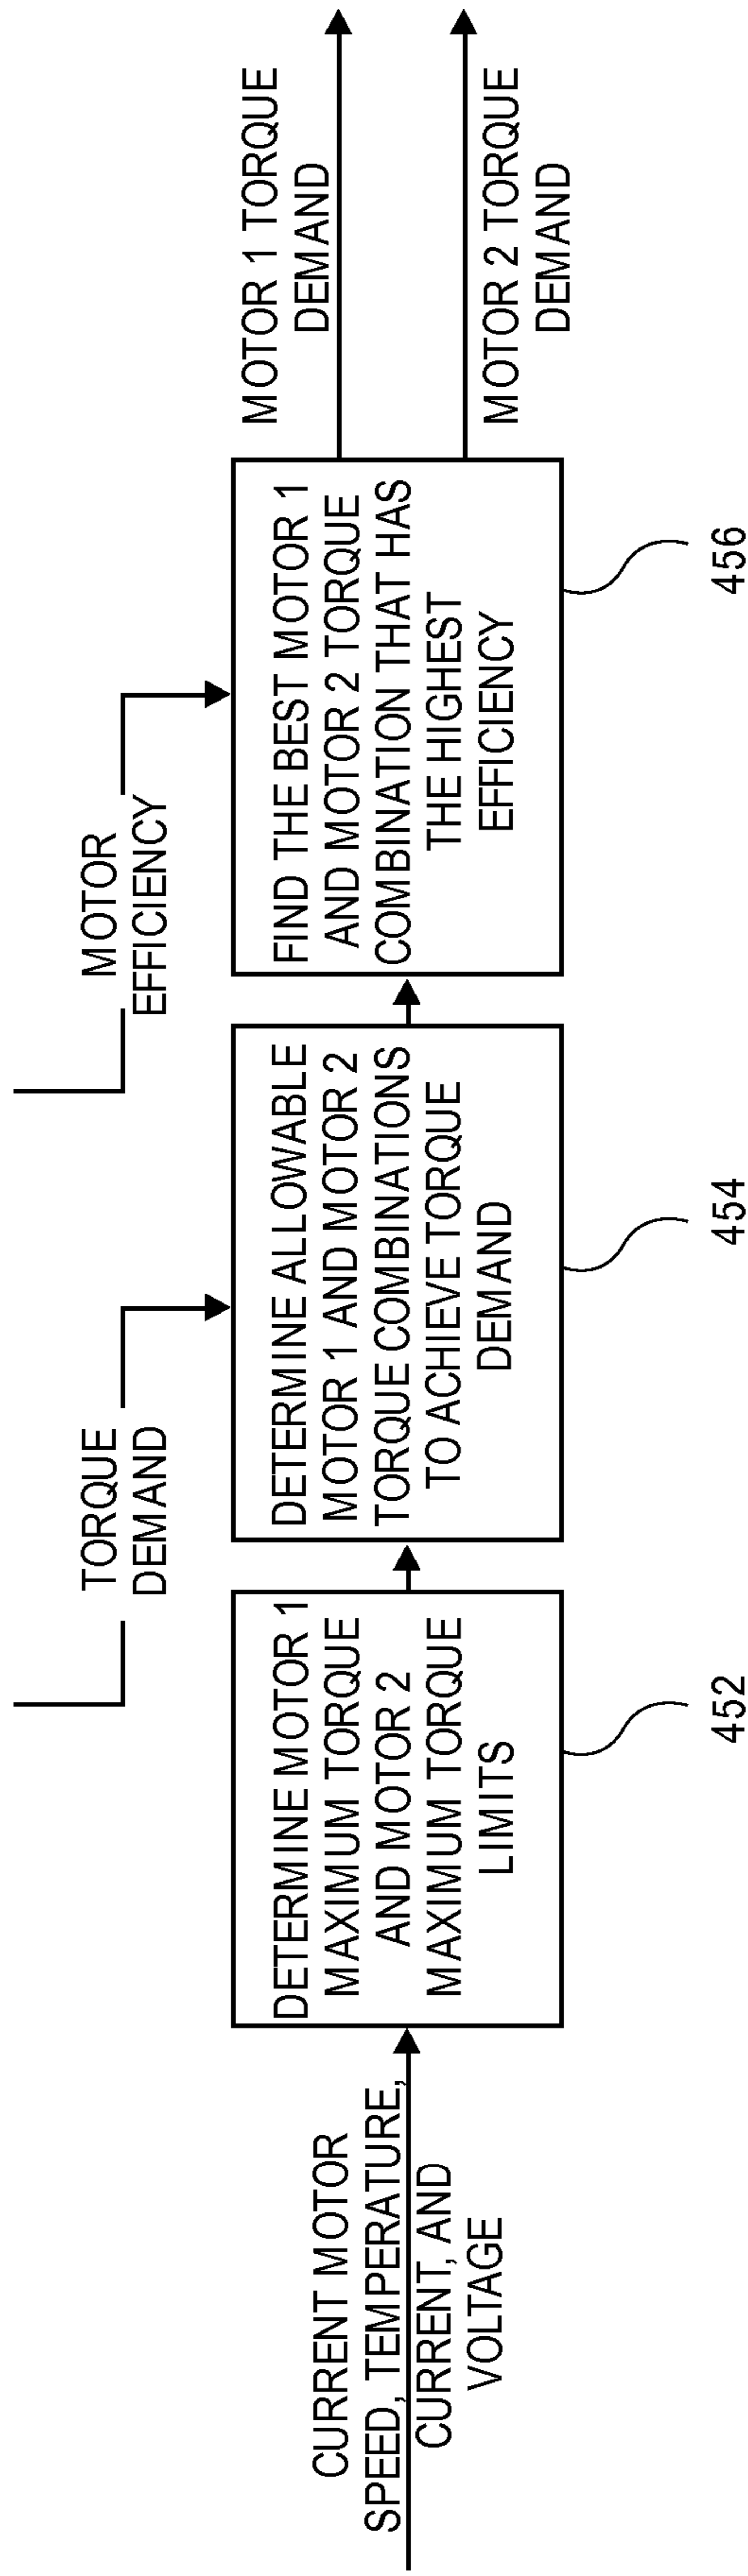 CURRENT MOTOR
SPEED, TEMPERATURE,
CURRENT, AND
VOLTAGE
DETERMINE MOTOR 1
MAXIMUM TORQUE
AND MOTOR 2
MAXIMUM TORQUE
LIMITS
452
TORQUE
DEMAND
DETERMINE ALLOWABLE
MOTOR 1 AND MOTOR 2
TORQUE COMBINATIONS
TO ACHIEVE TORQUE
DEMAND
454
MOTOR
EFFICIENCY
FIND THE BEST MOTOR 1
AND MOTOR 2 TORQUE
COMBINATION THAT HAS
THE HIGHEST
EFFICIENCY
456
MOTOR 1 TORQUE
DEMAND
MOTOR 2 TORQUE
DEMAND